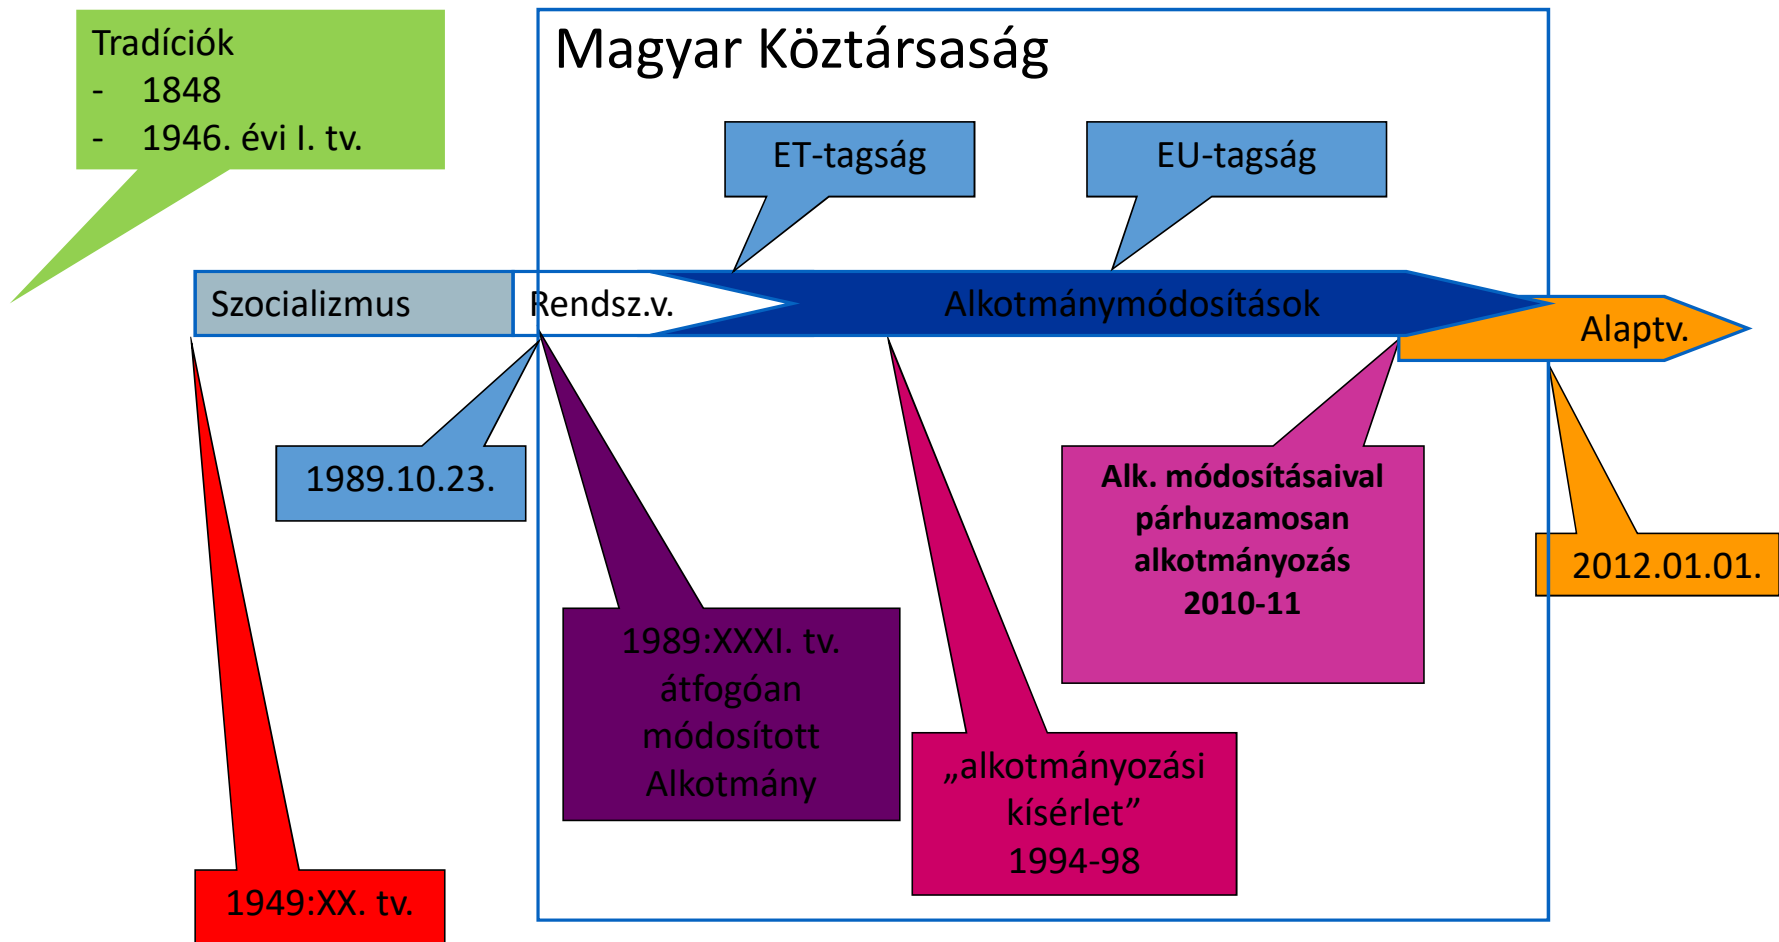 Tradíciók
- 1848
- 1946. évi I. tv.
Magyar Köztársaság
ET-tagság
EU-tagság
Szocializmus
Rendsz.v.
Alkotmánymódosítások
Alaptv.
1989.10.23.
Alk. módosításaival
párhuzamosan
alkotmányozás
2010-11
2012.01.01.
1989:XXXI. tv.
átfogóan
módosított
Alkotmány
„alkotmányozási
kísérlet”
1994-98
1949:XX. tv.